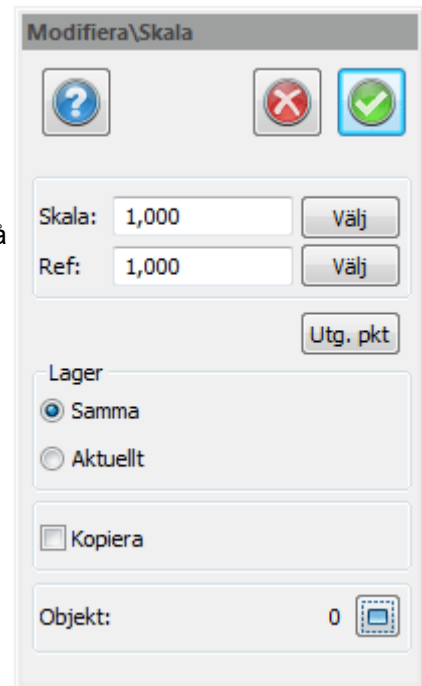 Modifiera\Skala
Skala: 1,000 Välj
å
Ref: 1,000 Välj
Utg. pkt
Lager
Samma
Aktuellt
Kopiera
Objekt: 0